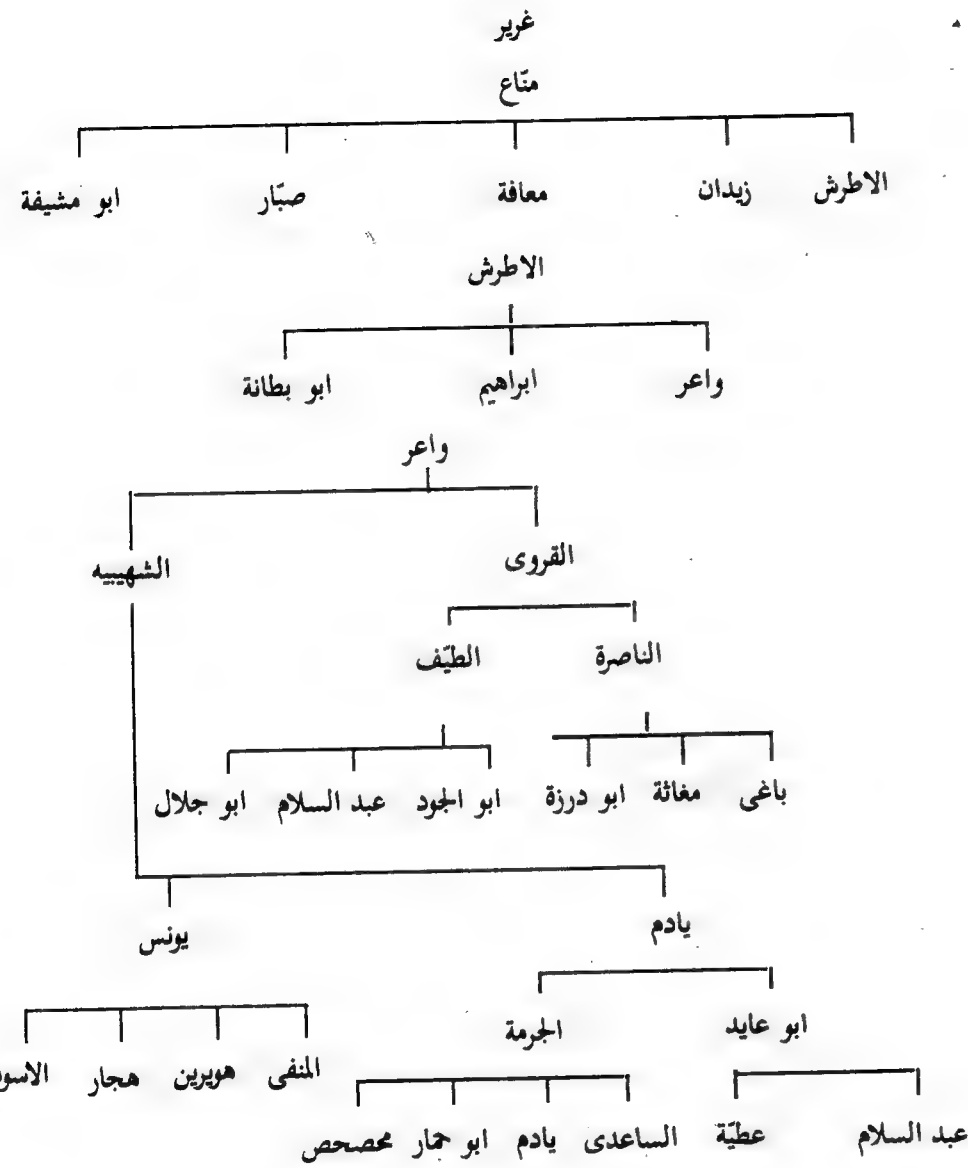 غرير
منّاع
الاطرش زيدان معافة صبّار ابو مشيفة
الاطرش
واعر ابراهيم ابو بطانة
واعر
القروى الشهيبيه
الناصرة الطيّف
باغى مغاثة ابو درزة ابو الجود عبد السلام ابو جلال
يادم يونس
ابو عايد الجرمة
المنفى هويرين هجار
عبد السلام عطيّة الساعدى يادم ابو حمار محصحص